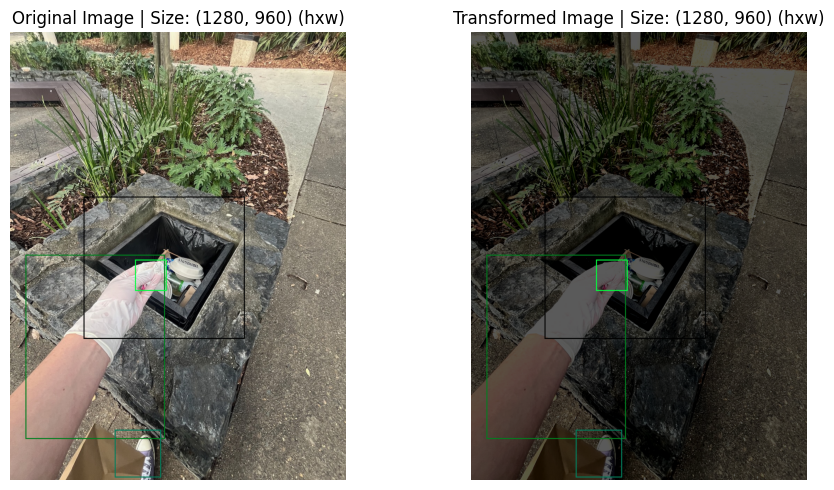 Original Image | Size: (1280, 960) (hxw)
Transformed Image | Size: (1280, 960) (hxw)